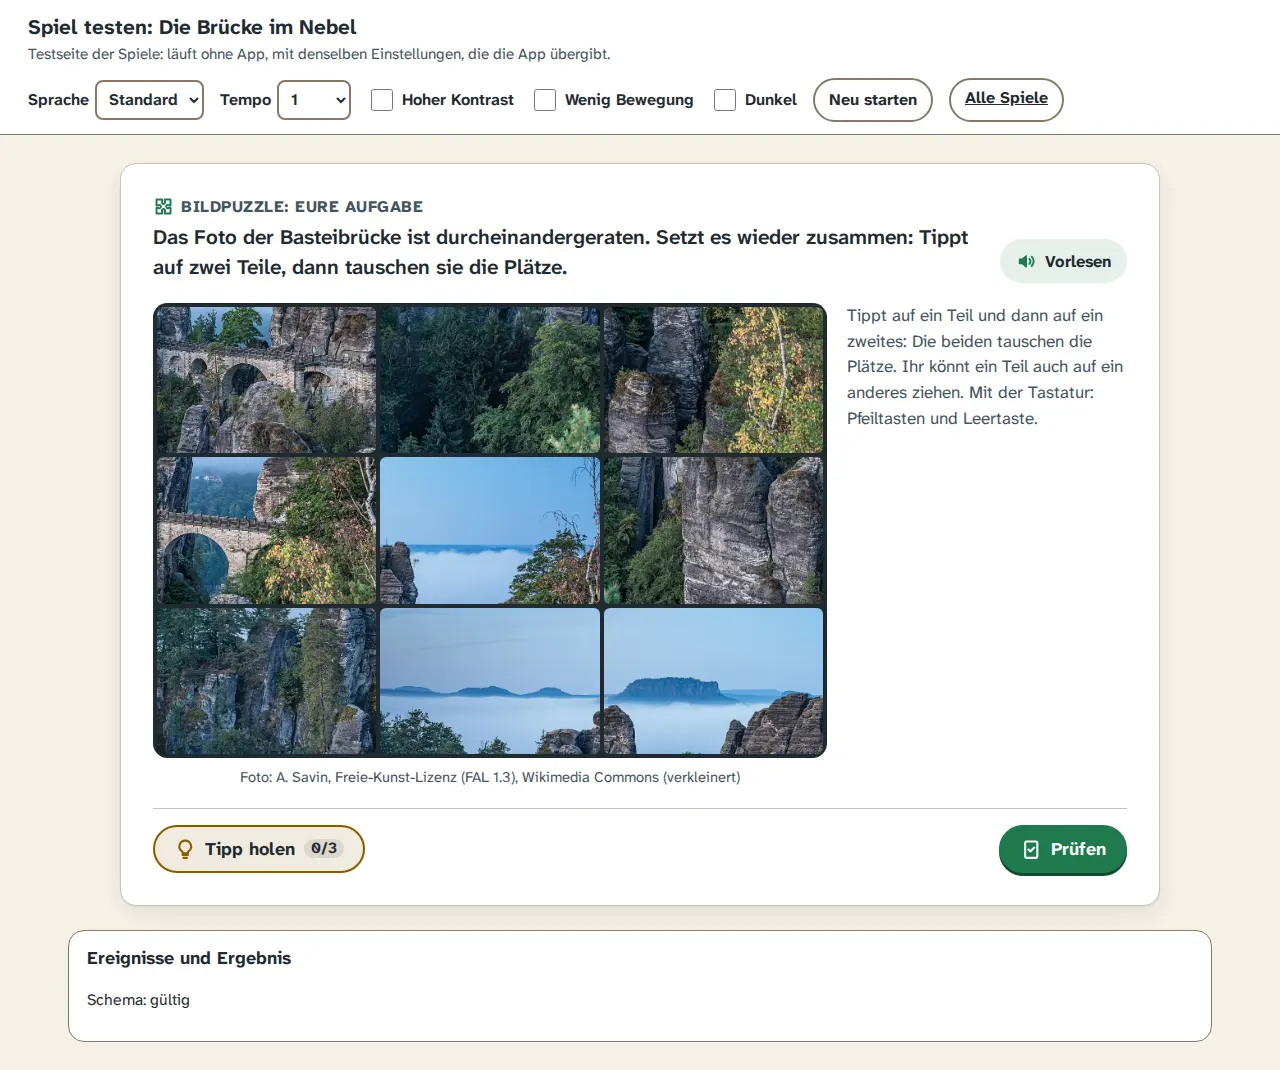 Spiel testen: Die Brücke im Nebel
Testseite der Spiele: läuft ohne App, mit denselben Einstellungen, die die App übergibt.
Sprache Standard Tempo 1 Hoher Kontrast Wenig Bewegung Dunkel Neu starten Alle Spiele
BILDPUZZLE: EURE AUFGABE
Das Foto der Basteibrücke ist durcheinandergeraten. Setzt es wieder zusammen: Tippt
auf zwei Teile, dann tauschen sie die Plätze.
Vorlesen
Tippt auf ein Teil und dann auf ein
zweites: Die beiden tauschen die
Plätze. Ihr könnt ein Teil auch auf ein
anderes ziehen. Mit der Tastatur:
Pfeiltasten und Leertaste.
Foto: A. Savin, Freie-Kunst-Lizenz (FAL 1.3), Wikimedia Commons (verkleinert)
Tipp holen 0/3
Prüfen
Ereignisse und Ergebnis
Schema: gültig